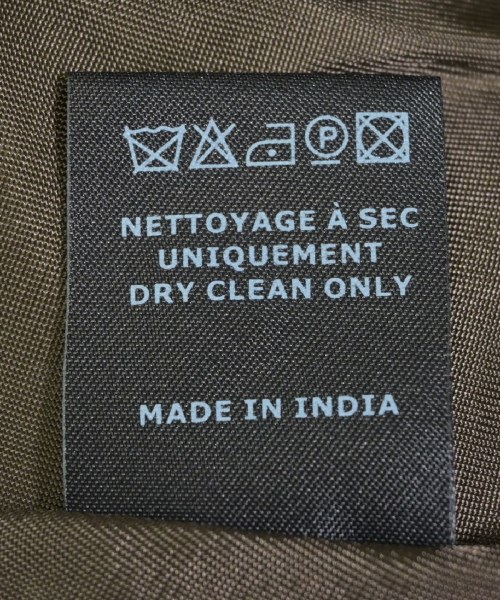 P
NETTOYAGE À SEC
UNIQUEMENT
DRY CLEAN ONLY
MADE IN INDIA